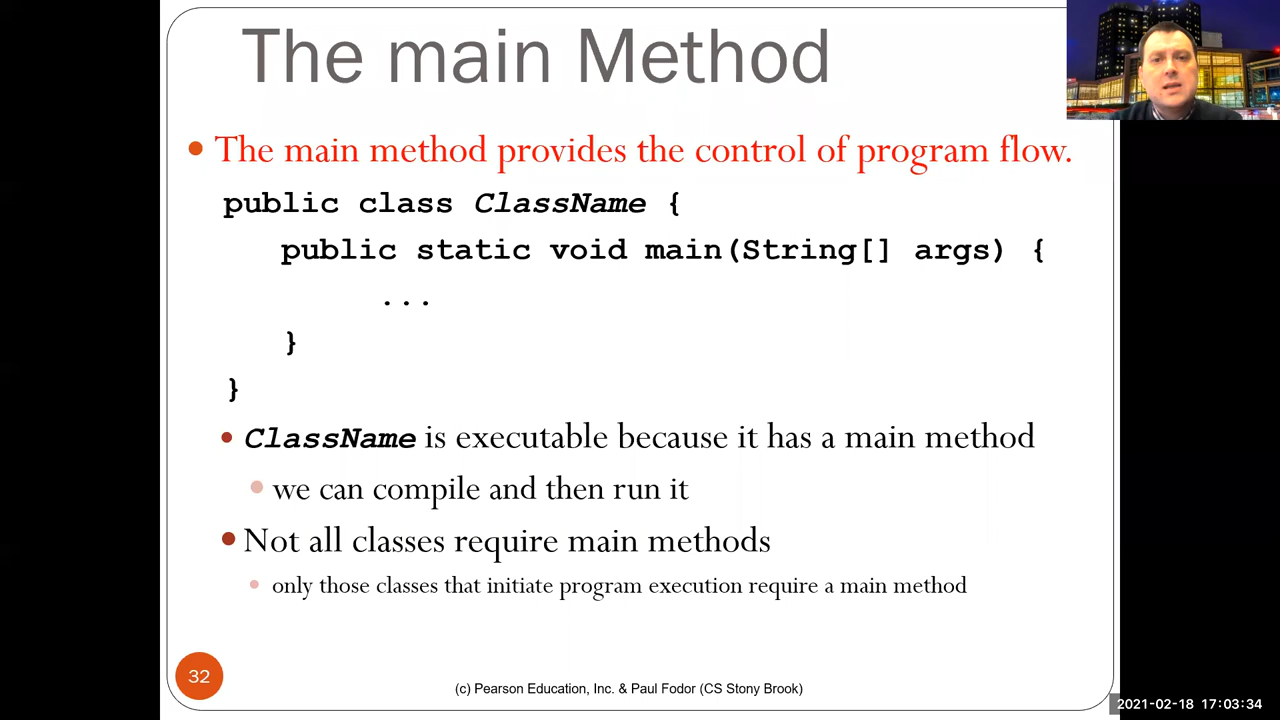 The main Method
• The main method provides the control of program flow.
public class ClassName {
public static void main(String[] args) {
...
}
}
• ClassName is executable because it has a main method
• we can compile and then run it
• Not all classes require main methods
• only those classes that initiate program execution require a main method
32
(c) Pearson Education, Inc. & Paul Fodor (CS Stony Brook)
2021-02-18 17:03:34